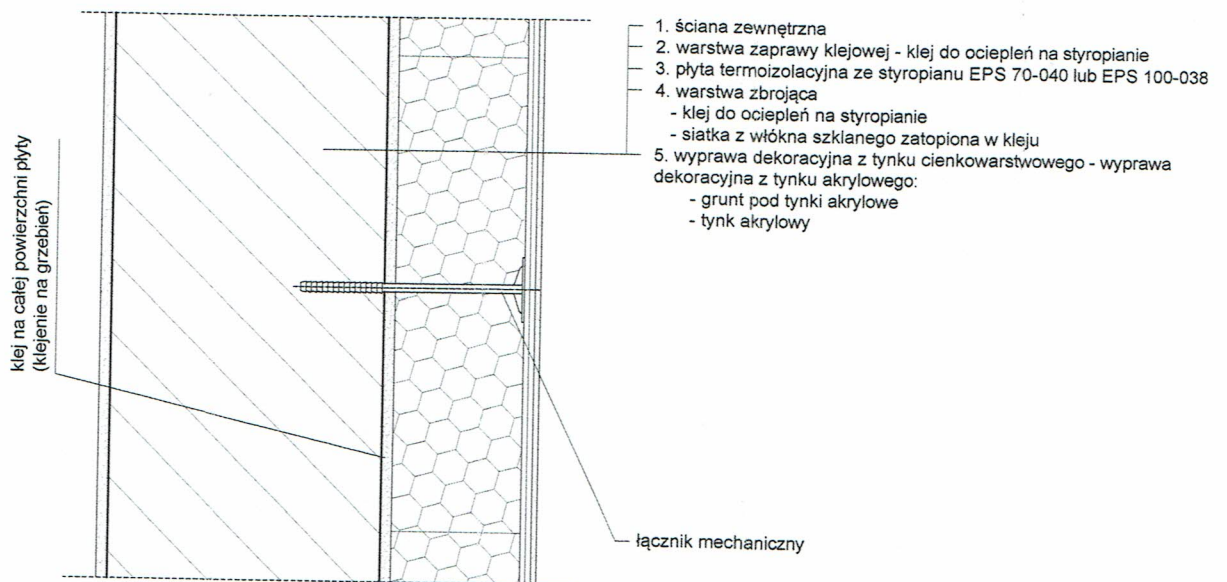 1. ściana zewnętrzna
2. warstwa zaprawy klejowej - klej do ociepleń na styropianie
3. płyta termoizolacyjna ze styropianu EPS 70-040 lub EPS 100-038
4. warstwa zbrojąca
- klej do ociepleń na styropianie
- siatka z włókna szklanego zatopiona w kleju
5. wyprawa dekoracyjna z tynku cienkowarstwowego - wyprawa
dekoracyjna z tynku akrylowego:
- grunt pod tynki akrylowe
- tynk akrylowy
klej na całej powierzchni płyty
(klejenie na grzebień)
łącznik mechaniczny